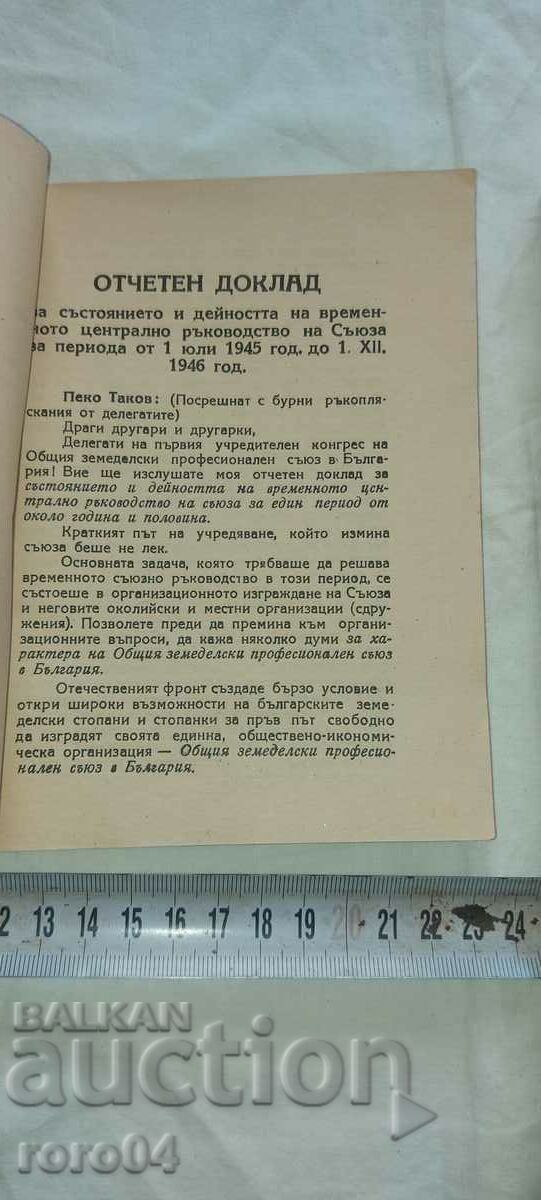 ОТЧЕТЕН ДОКЛАД
за състоянието и дейността на времен-
ното централно ръководство на Съюза
за периода от 1 юли 1945 год. до 1. XII.
1946 год.
Пеко Таков: (Посрешнат с бурни ръкопля-
скания от делегатите)
Драги другари и другарки,
Делегати на първия учредителен конгрес на
Общия земеделски професионален съюз в Бълга-
рия! Вие ще изслушате моя отчетен доклад за
състоянието и дейността на временното цен-
трално ръководство на съюза за един период от
около година и половина.
Краткият път на учредяване, който измина
съюза беше не лек.
Основната задача, която трябваше да решава
временното съюзно ръководство в този период, се
състоеше в организационното изграждане на Съюза
и неговите околийски и местни организации (сдру-
жения). Позволете преди да премина към органи-
зационните въпроси, да кажа няколко думи за ха-
рактера на Общия земеделски професионален съюз
в България.
Отечественият фронт създаде бързо условие и
откри широки възможности на българските земе-
делски стопани и стопанки за пръв път свободно
да изградят своята единна, обществено-икономи-
ческа организация — Общия земеделски професио-
нален съюз в България.
2 13 14 15 16 17 18 19 20 21 22 23 24
BALKAN
auction
roro04